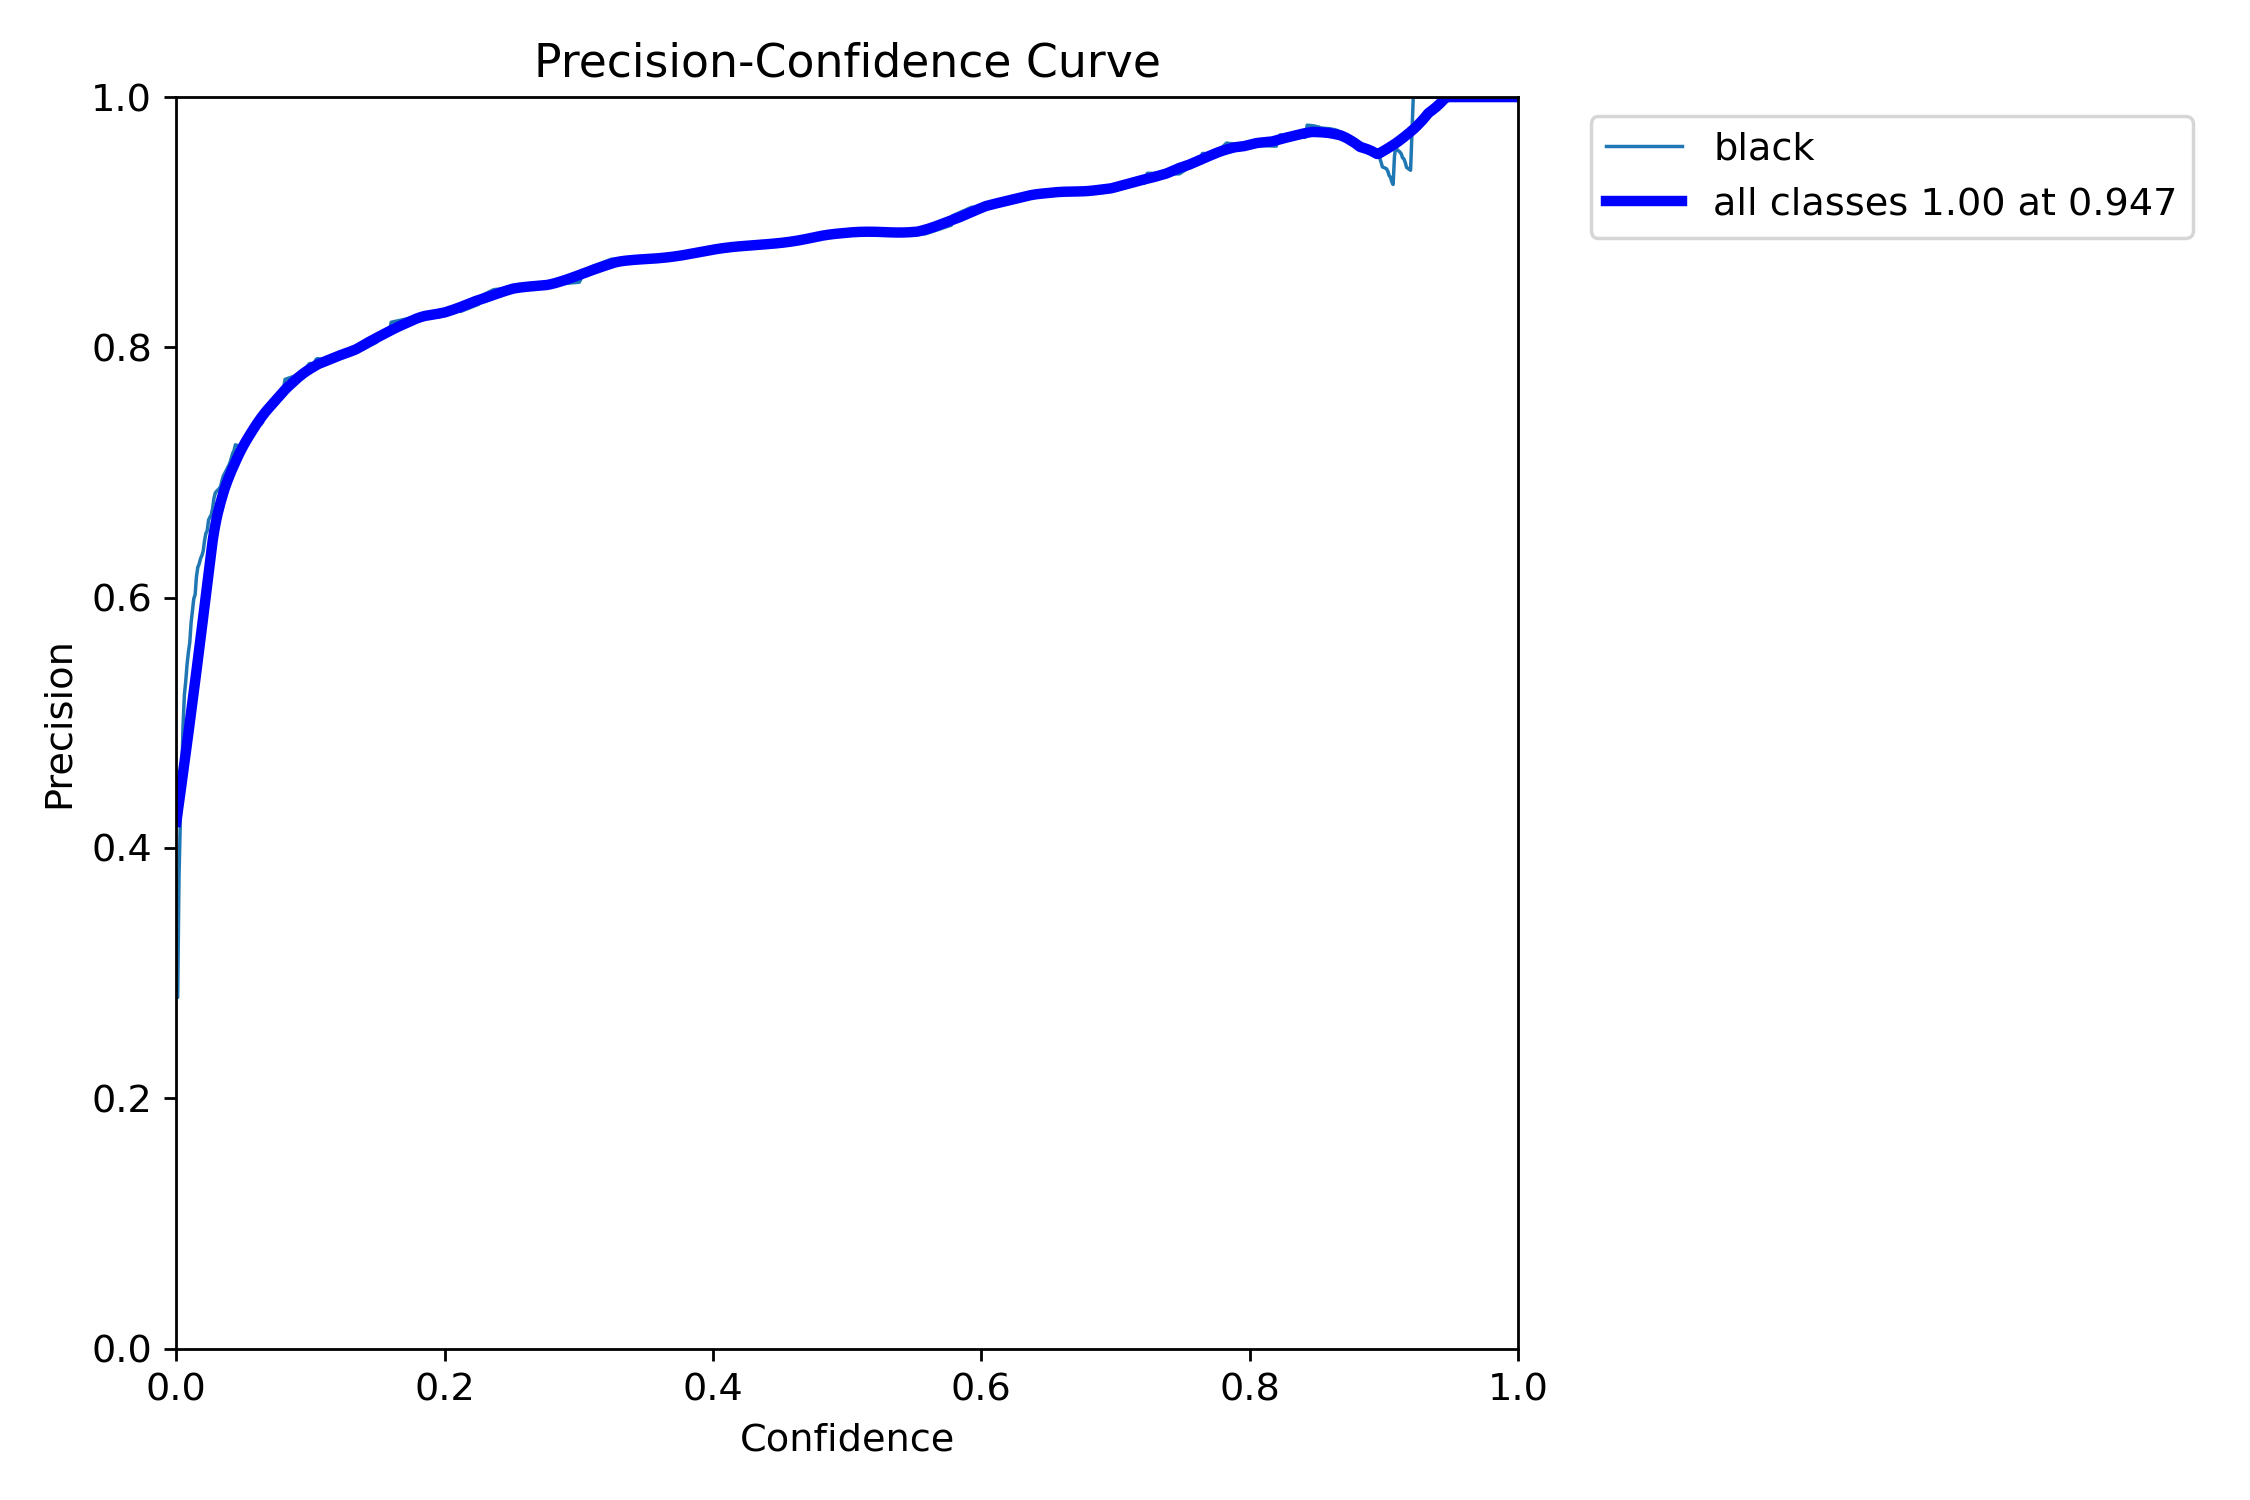 Precision-Confidence Curve
1.0
0.8
0.6
0.4
0.2
0.0
Precision
0.0 0.2 0.4 0.6 0.8 1.0
Confidence
black
all classes 1.00 at 0.947